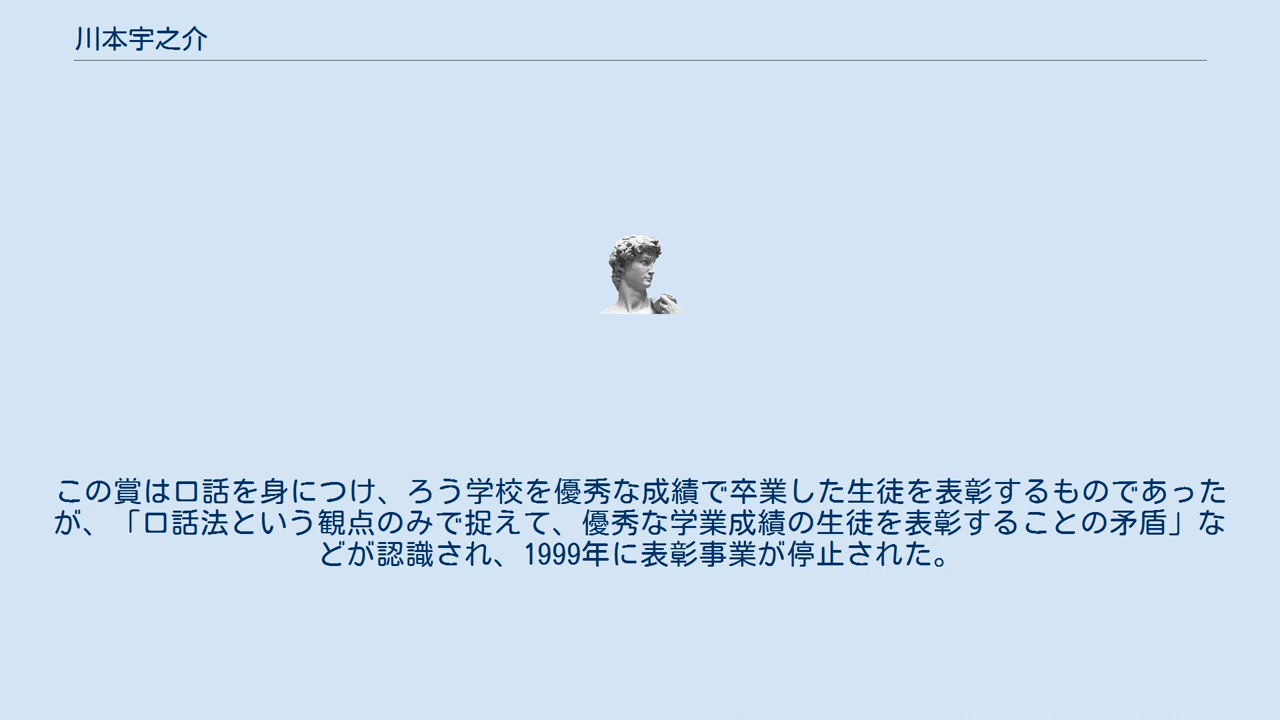 川本宇之介
この賞は口話を身につけ、ろう学校を優秀な成績で卒業した生徒を表彰するものであった
が、「口話法という観点のみで捉えて、優秀な学業成績の生徒を表彰することの矛盾」な
どが認識され、1999年に表彰事業が停止された。